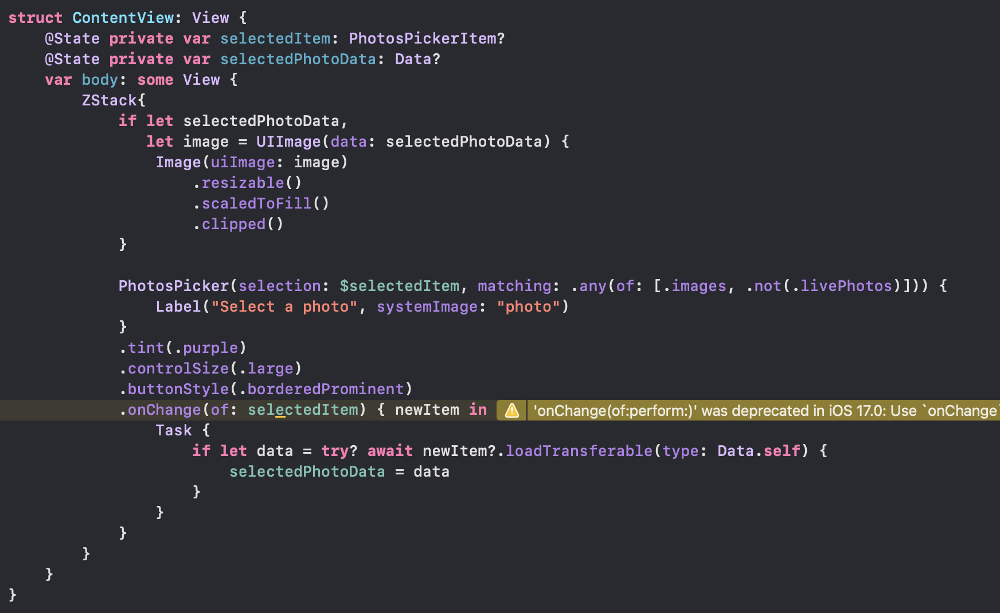 struct ContentView: View {
    @State private var selectedItem: PhotosPickerItem?
    @State private var selectedPhotoData: Data?
    var body: some View {
        ZStack{
            if let selectedPhotoData,
               let image = UIImage(data: selectedPhotoData) {
                Image(uiImage: image)
                    .resizable()
                    .scaledToFill()
                    .clipped()
            }

            PhotosPicker(selection: $selectedItem, matching: .any(of: [.images, .not(.livePhotos)])) {
                Label("Select a photo", systemImage: "photo")
            }
            .tint(.purple)
            .controlSize(.large)
            .buttonStyle(.borderedProminent)
            .onChange(of: selectedItem) { newItem in 'onChange(of:perform:)' was deprecated in iOS 17.0: Use `onChange`
                Task {
                    if let data = try? await newItem?.loadTransferable(type: Data.self) {
                        selectedPhotoData = data
                    }
                }
            }
        }
    }
}